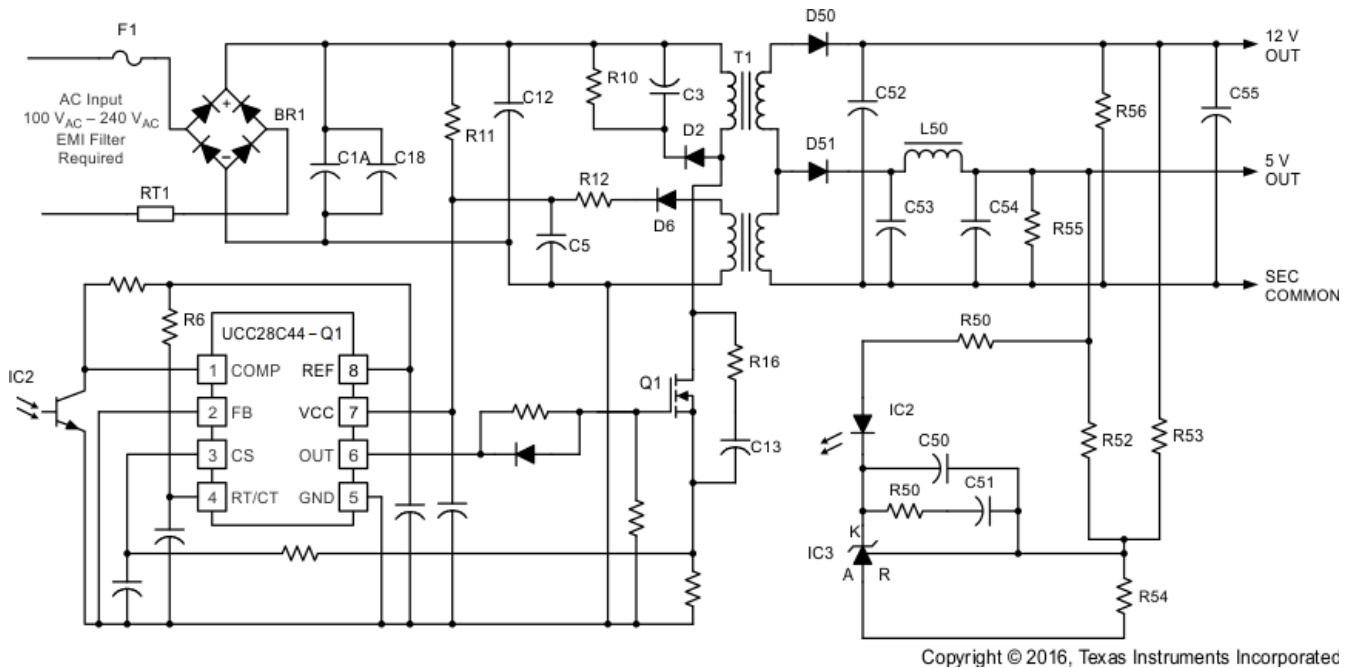 F1
D50
12 V
OUT
AC Input
100 VAC – 240 VAC
EMI Filter
Required
+
–
BR1
RT1
C1A
C18
R11
C12
R10
C3
D2
T1
C52
R56
C55
D51
L50
5 V
OUT
R12
D6
C5
C53
C54
R55
SEC
COMMON
R6
UCC28C44 – Q1
IC2
1 COMP
REF 8
2 FB
VCC 7
3 CS
OUT 6
4 RT/CT
GND 5
Q1
R16
C13
R50
IC2
C50
R50
C51
R52
R53
K
IC3
A
R
R54
Copyright © 2016, Texas Instruments Incorporated